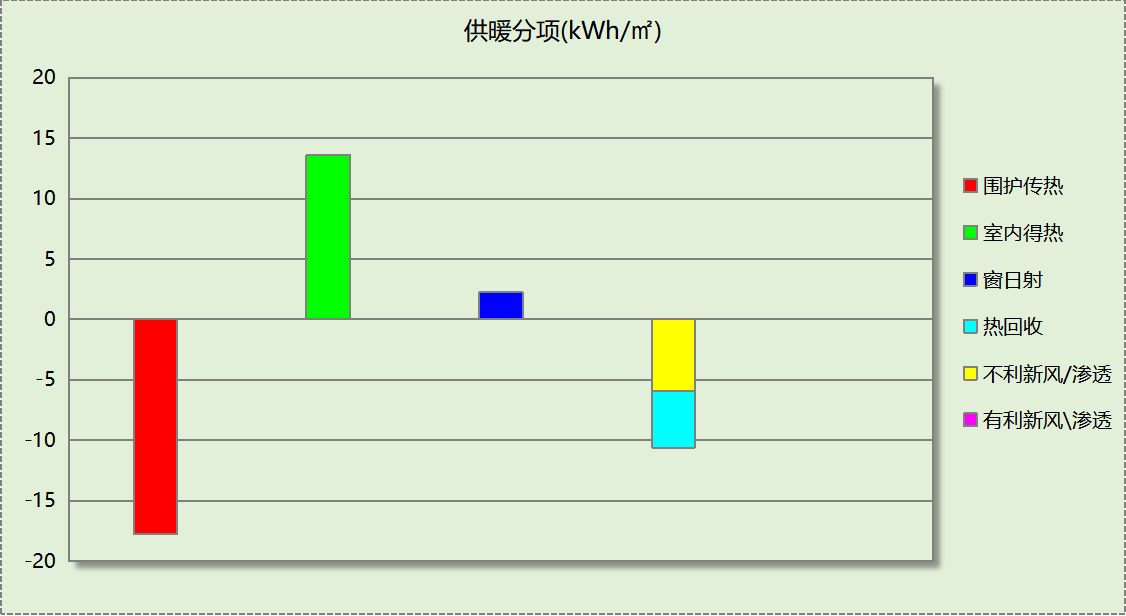 供暖分项(kWh/㎡)
20
15
10
5
0
-5
-10
-15
-20
围护传热
室内得热
窗日射
热回收
不利新风/渗透
有利新风\渗透